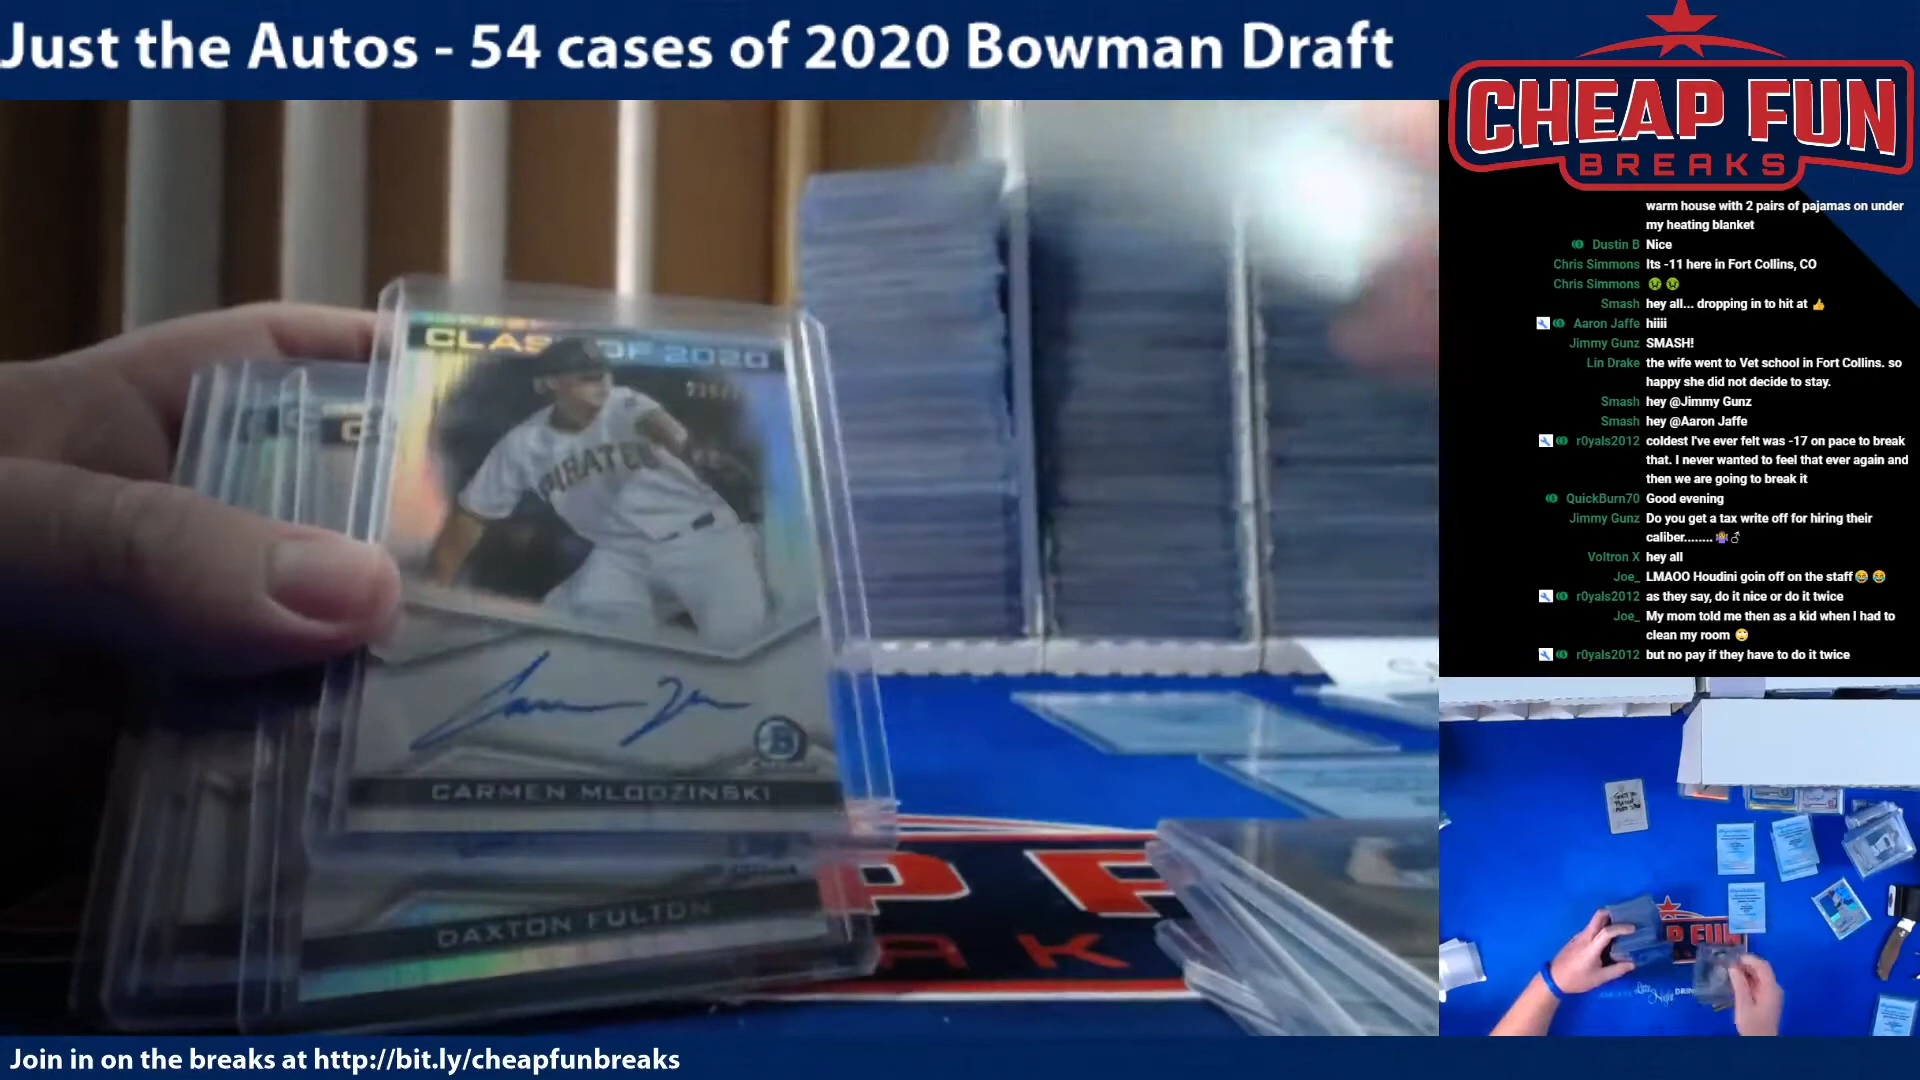 Just the Autos - 54 cases of 2020 Bowman Draft
CHEAP FUN
BREAKS
warm house with 2 pairs of pajamas on under
my heating blanket
Dustin B Nice
Chris Simmons Its -11 here in Fort Collins, CO
Chris Simmons 🤢 🤢
Smash hey all... dropping in to hit at 👍
Aaron Jaffe hiiii
Jimmy Gunz SMASH!
Lin Drake the wife went to Vet school in Fort Collins. so
happy she did not decide to stay.
Smash hey @Jimmy Gunz
Smash hey @Aaron Jaffe
r0yals2012 coldest I've ever felt was -17 on pace to break
that. I never wanted to feel that ever again and
then we are going to break it
QuickBurn70 Good evening
Jimmy Gunz Do you get a tax write off for hiring their
caliber........ 🤷♂
Voltron X hey all
Joe_ LMAOO Houdini goin off on the staff😂 😂
r0yals2012 as they say, do it nice or do it twice
Joe_ My mom told me then as a kid when I had to
clean my room 🙄
r0yals2012 but no pay if they have to do it twice
CLASS OF 2020
PIRATES
B
CARMEN MLODZINSKI
DAXTON FULTON
P F
A K
P FUN
Join in on the breaks at http://bit.ly/cheapfunbreaks